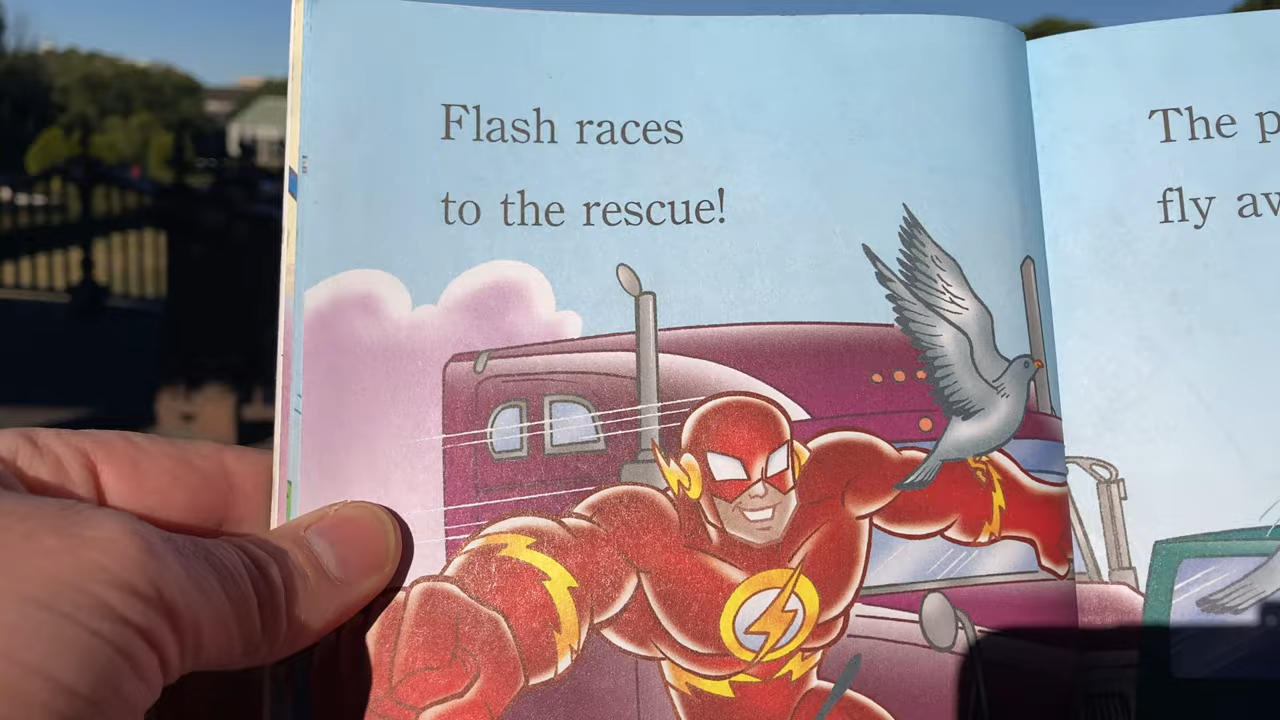 Flash races
to the rescue!
The
fly